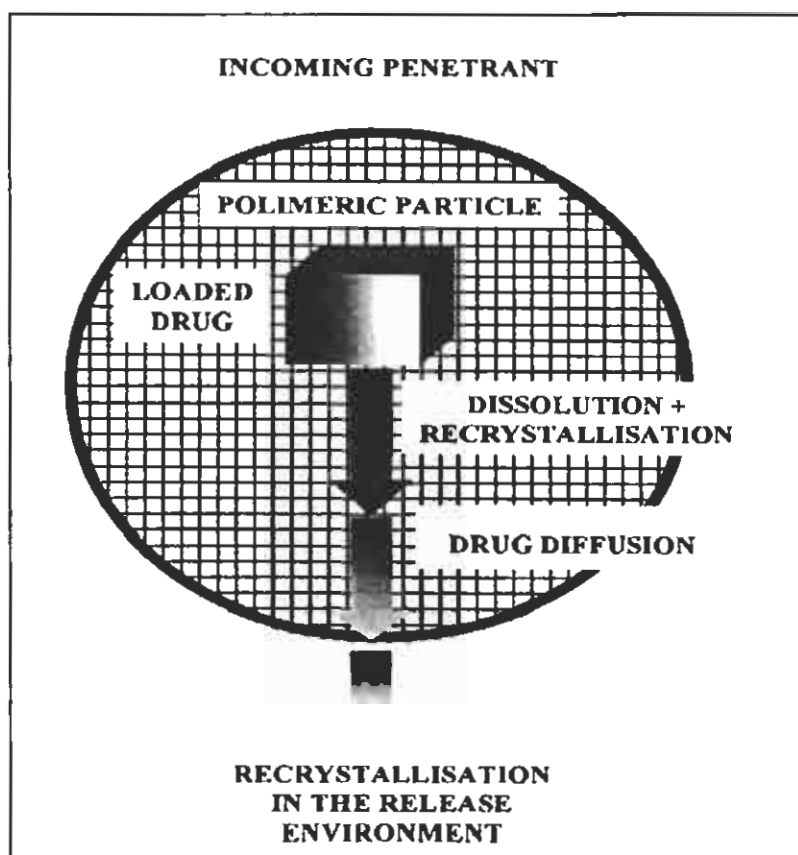 INCOMING PENETRANT
POLIMERIC PARTICLE
LOADED
DRUG
DISSOLUTION +
RECRYSTALLISATION
DRUG DIFFUSION
RECRYSTALLISATION
IN THE RELEASE
ENVIRONMENT